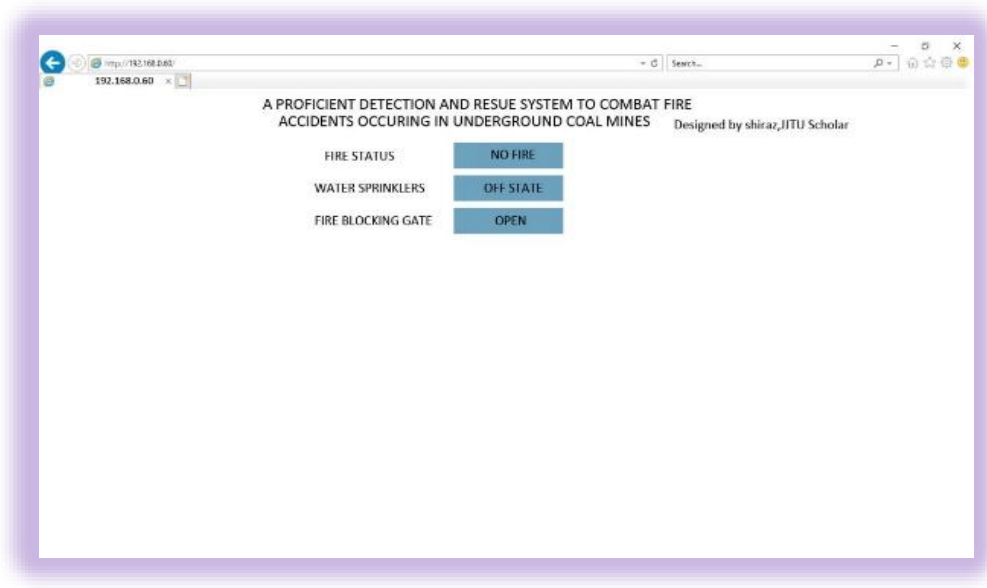 http://192.168.0.60/
Search...
192.168.0.60
A PROFICIENT DETECTION AND RESUE SYSTEM TO COMBAT FIRE
ACCIDENTS OCCURING IN UNDERGROUND COAL MINES
Designed by shiraz,JJTU Scholar
FIRE STATUS NO FIRE
WATER SPRINKLERS OFF STATE
FIRE BLOCKING GATE OPEN